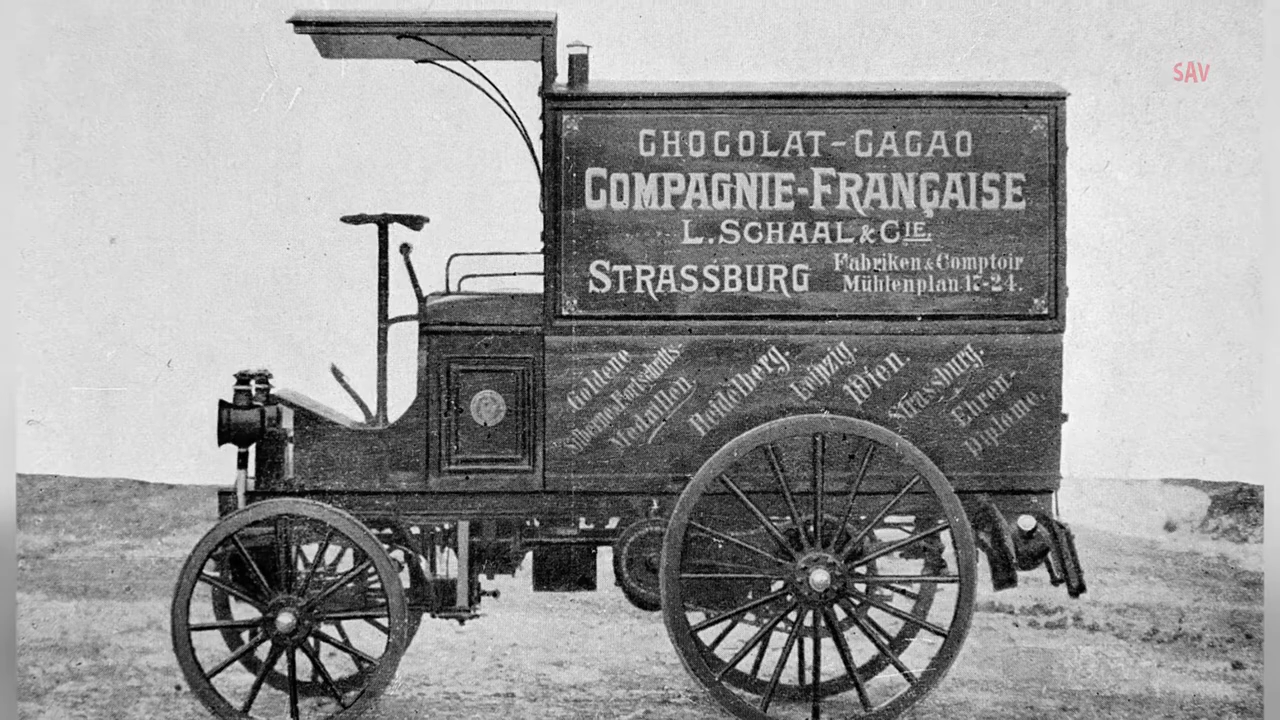 SAV
CHOCOLAT-CACAO
COMPAGNIE-FRANÇAISE
L. SCHAAL & CIE.
STRASSBURG
Fabriken & Comptoir
Mühlenplan 17-24.
Goldene
Silberne Fortschritts-
Medaillen
Heidelberg.
Leipzig.
Wien.
Strassburg.
Ehren-
Diplome.